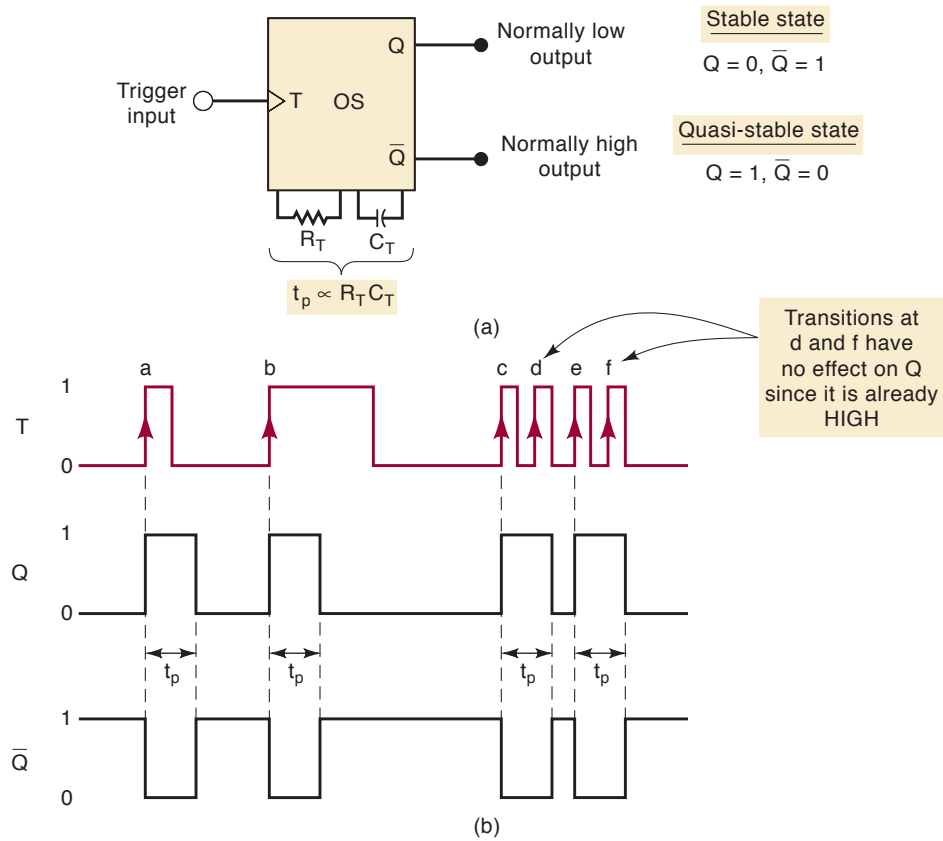 Q
Normally low
output
Stable state
Q = 0, Q̅ = 1
Trigger
input
T
OS
Q̅
Normally high
output
Quasi-stable state
Q = 1, Q̅ = 0
R_T
C_T
t_p ∝ R_T C_T
(a)
Transitions at
d and f have
no effect on Q
since it is already
HIGH
a
b
c
d
e
f
1
T
0
1
Q
0
t_p
t_p
t_p
t_p
1
Q̅
0
(b)